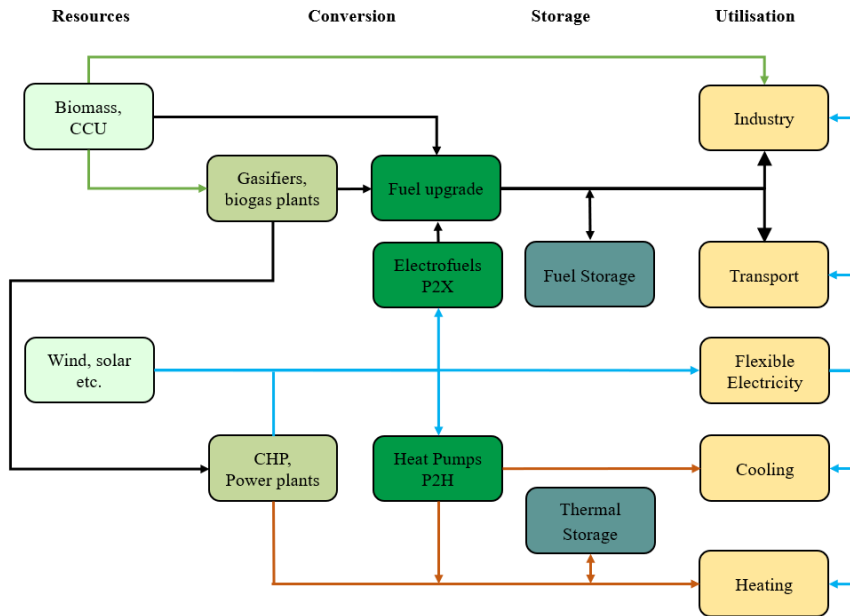 Resources
Conversion
Storage
Utilisation
Biomass,
CCU
Industry
Gasifiers,
biogas plants
Fuel upgrade
Electrofuels
P2X
Fuel Storage
Transport
Wind, solar
etc.
Flexible
Electricity
CHP,
Power plants
Heat Pumps
P2H
Cooling
Thermal
Storage
Heating